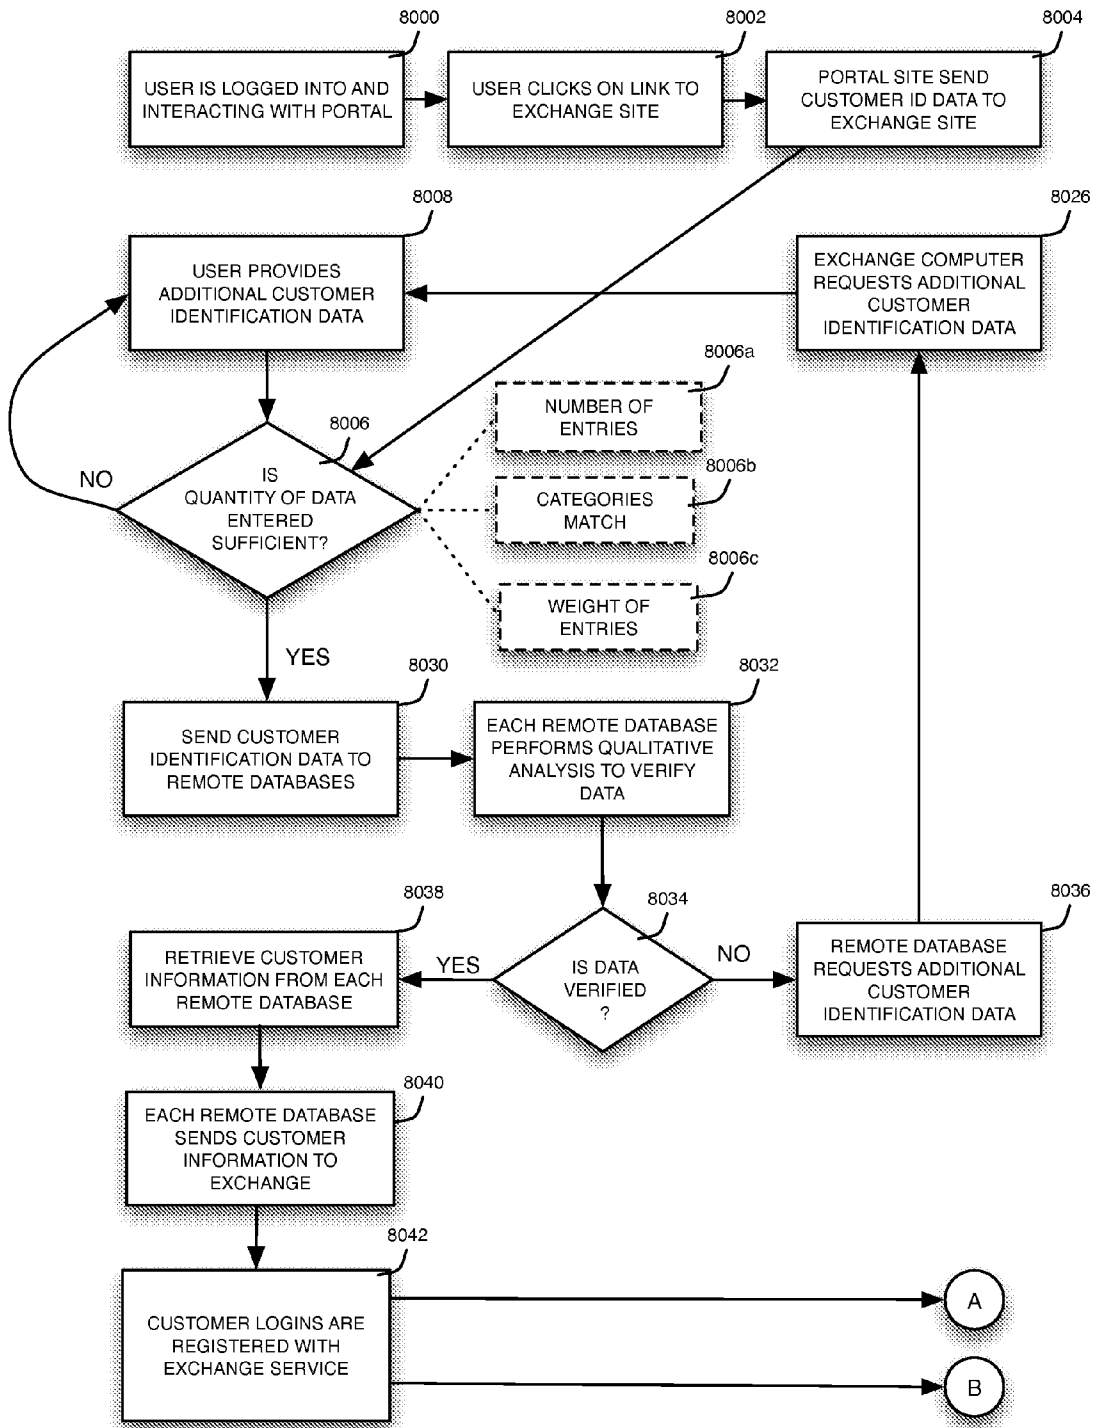 8000
8002
8004
USER IS LOGGED INTO AND
INTERACTING WITH PORTAL
USER CLICKS ON LINK TO
EXCHANGE SITE
PORTAL SITE SEND
CUSTOMER ID DATA TO
EXCHANGE SITE
8008
8026
USER PROVIDES
ADDITIONAL CUSTOMER
IDENTIFICATION DATA
EXCHANGE COMPUTER
REQUESTS ADDITIONAL
CUSTOMER
IDENTIFICATION DATA
8006a
NUMBER OF
ENTRIES
8006
IS
QUANTITY OF DATA
ENTERED
SUFFICIENT?
NO
8006b
CATEGORIES
MATCH
8006c
WEIGHT OF
ENTRIES
YES
8030
8032
SEND CUSTOMER
IDENTIFICATION DATA TO
REMOTE DATABASES
EACH REMOTE DATABASE
PERFORMS QUALITATIVE
ANALYSIS TO VERIFY
DATA
8038
8034
8036
RETRIEVE CUSTOMER
INFORMATION FROM EACH
REMOTE DATABASE
YES
IS DATA
VERIFIED
?
NO
REMOTE DATABASE
REQUESTS ADDITIONAL
CUSTOMER
IDENTIFICATION DATA
8040
EACH REMOTE DATABASE
SENDS CUSTOMER
INFORMATION TO
EXCHANGE
8042
CUSTOMER LOGINS ARE
REGISTERED WITH
EXCHANGE SERVICE
A
B